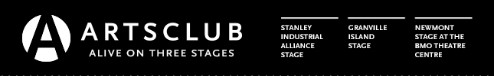 ARTSCLUB
ALIVE ON THREE STAGES
STANLEY
INDUSTRIAL
ALLIANCE
STAGE
GRANVILLE
ISLAND
STAGE
NEWMONT
STAGE AT THE
BMO THEATRE
CENTRE